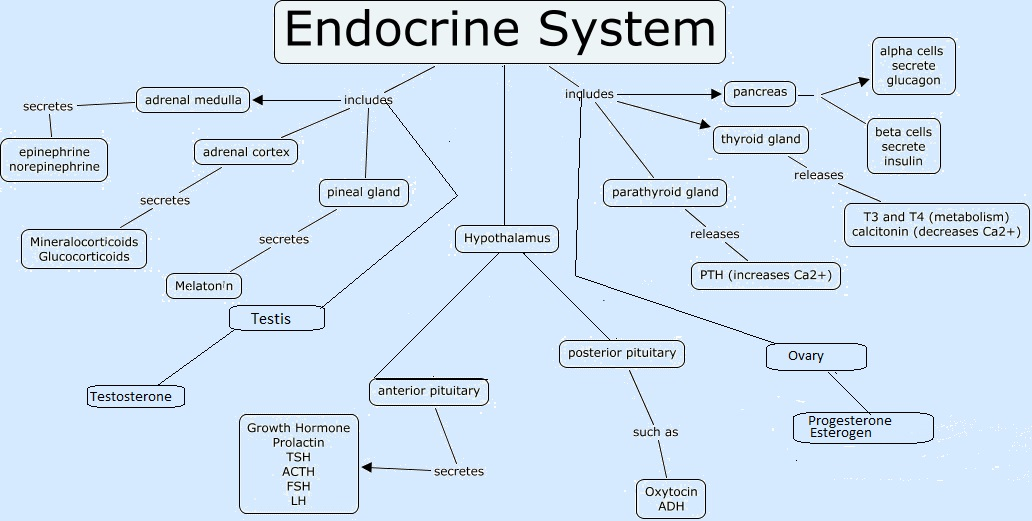 Endocrine System
includes
adrenal medulla
secretes
epinephrine
norepinephrine
adrenal cortex
secretes
Mineralocorticoids
Glucocorticoids
pineal gland
secretes
Melatonin
Testis
Testosterone
Hypothalamus
anterior pituitary
secretes
Growth Hormone
Prolactin
TSH
ACTH
FSH
LH
posterior pituitary
such as
Oxytocin
ADH
includes
pancreas
alpha cells
secrete
glucagon
beta cells
secrete
insulin
thyroid gland
releases
T3 and T4 (metabolism)
calcitonin (decreases Ca2+)
parathyroid gland
releases
PTH (increases Ca2+)
Ovary
Progesterone
Esterogen